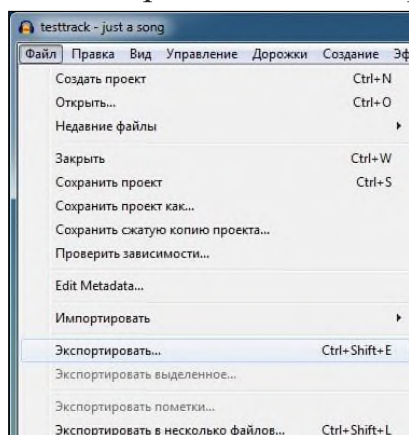 testtrack - just a song
Файл Правка Вид Управление Дорожки Создание Эф
Создать проект Ctrl+N
Открыть... Ctrl+O
Недавние файлы
Закрыть Ctrl+W
Сохранить проект Ctrl+S
Сохранить проект как...
Сохранить сжатую копию проекта...
Проверить зависимости...
Edit Metadata...
Импортировать
Экспортировать... Ctrl+Shift+E
Экспортировать выделенное...
Экспортировать пометки...
Экспортировать в несколько файлов... Ctrl+Shift+L